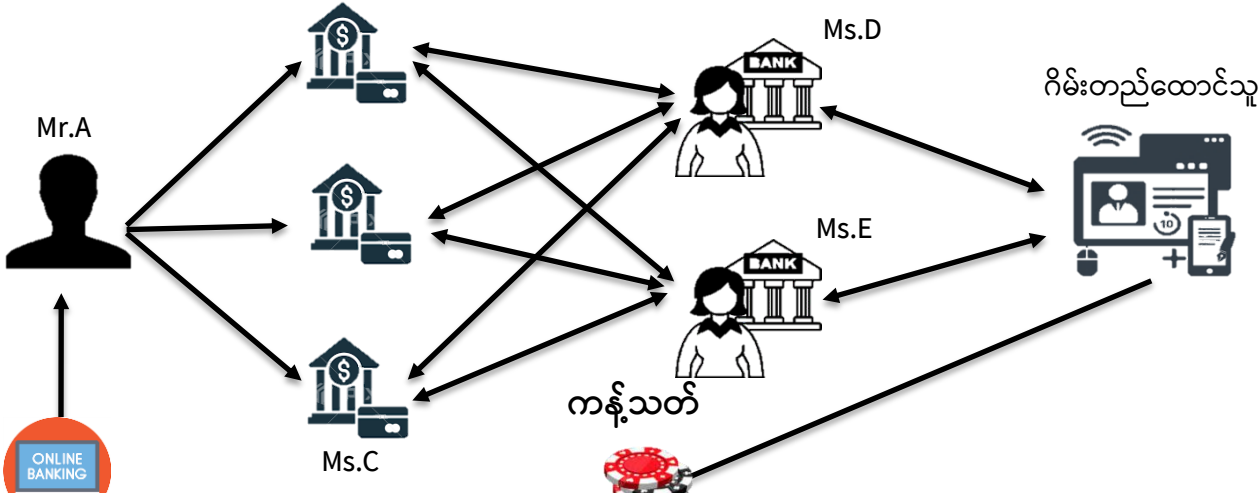 Ms.D
BANK
ဂိမ်းတည်ထောင်သူ
Mr.A
10
Ms.E
BANK
ကန့်သတ်
ONLINE
BANKING
Ms.C
$
$
$